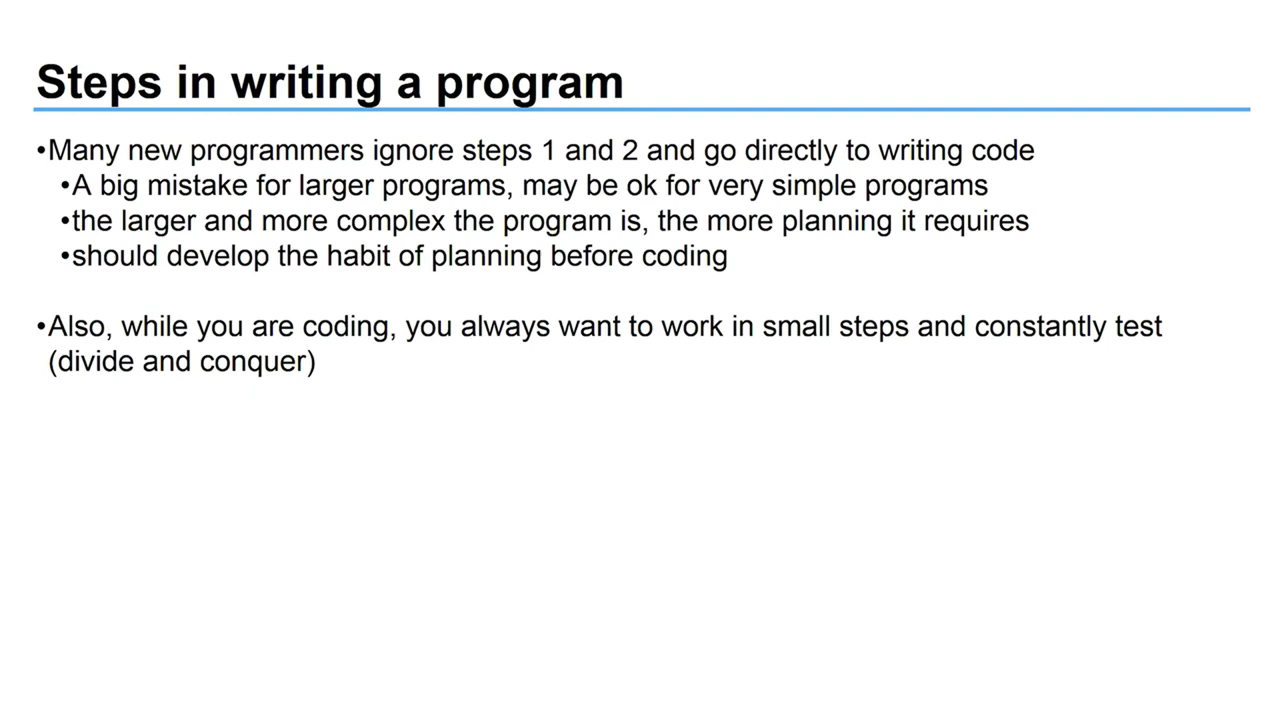 Steps in writing a program
•Many new programmers ignore steps 1 and 2 and go directly to writing code
•A big mistake for larger programs, may be ok for very simple programs
•the larger and more complex the program is, the more planning it requires
•should develop the habit of planning before coding
•Also, while you are coding, you always want to work in small steps and constantly test
(divide and conquer)